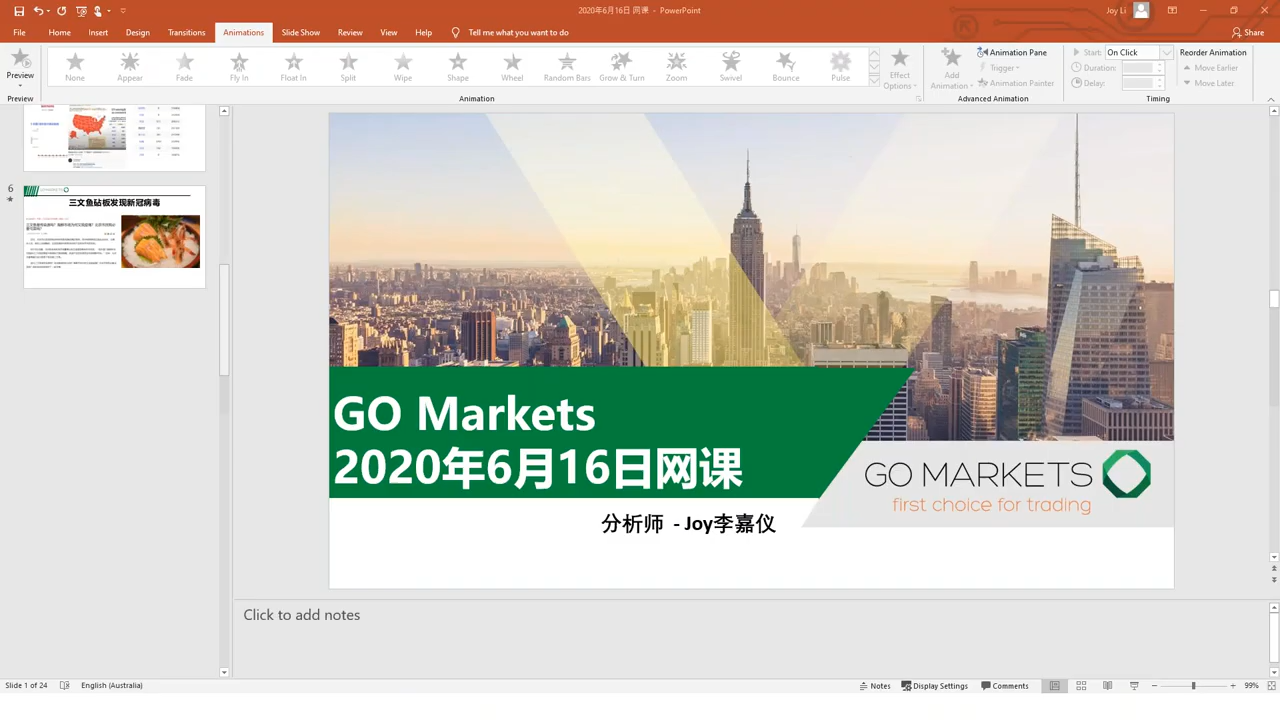 2020年6月16日 网课 - PowerPoint
Joy Li
File
Home
Insert
Design
Transitions
Animations
Slide Show
Review
View
Help
Tell me what you want to do
Share
Preview
None
Appear
Fade
Fly In
Float In
Split
Wipe
Shape
Wheel
Random Bars
Grow & Turn
Zoom
Swivel
Bounce
Pulse
Effect
Options
Add
Animation
Animation Pane
Trigger
Animation Painter
Start:
On Click
Duration:
Delay:
Reorder Animation
Move Earlier
Move Later
Preview
Animation
Advanced Animation
Timing
6
三文鱼砧板发现新冠病毒
GO Markets
2020年6月16日网课
GO MARKETS
first choice for trading
分析师 - Joy李嘉仪
Click to add notes
Slide 1 of 24
English (Australia)
Notes
Display Settings
Comments
99%